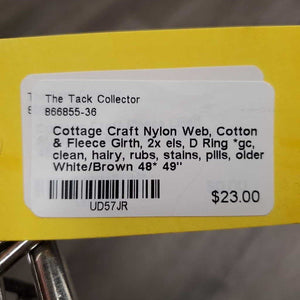 The Tack Collector
866855-36
Cottage Craft Nylon Web, Cotton
& Fleece Girth, 2x els, D Ring *gc,
clean, hairy, rubs, stains, pills, older
White/Brown 48* 49"
UD57JR
$23.00